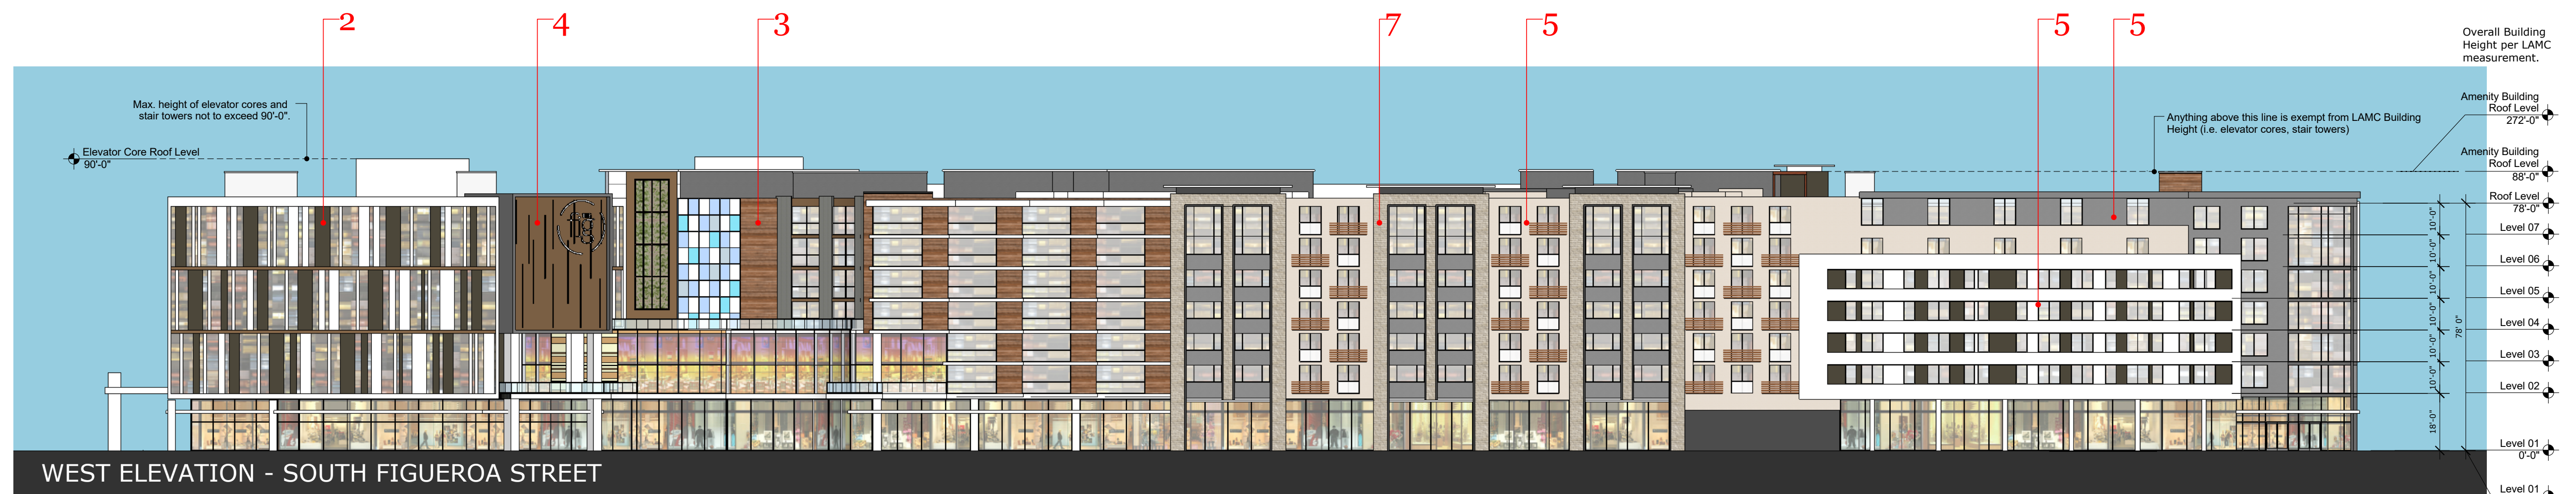 2
4
3
7
5
5
5
Overall Building
Height per LAMC
measurement.
Max. height of elevator cores and
stair towers not to exceed 90'-0".
Elevator Core Roof Level
90'-0"
Anything above this line is exempt from LAMC Building
Height (i.e. elevator cores, stair towers)
Amenity Building
Roof Level
272'-0"
Amenity Building
Roof Level
88'-0"
Roof Level
78'-0"
Level 07
Level 06
Level 05
Level 04
Level 03
Level 02
Level 01
0'-0"
Level 01
10'-0"
10'-0"
10'-0"
10'-0"
10'-0"
10'-0"
18'-0"
78' 0"
WEST ELEVATION - SOUTH FIGUEROA STREET